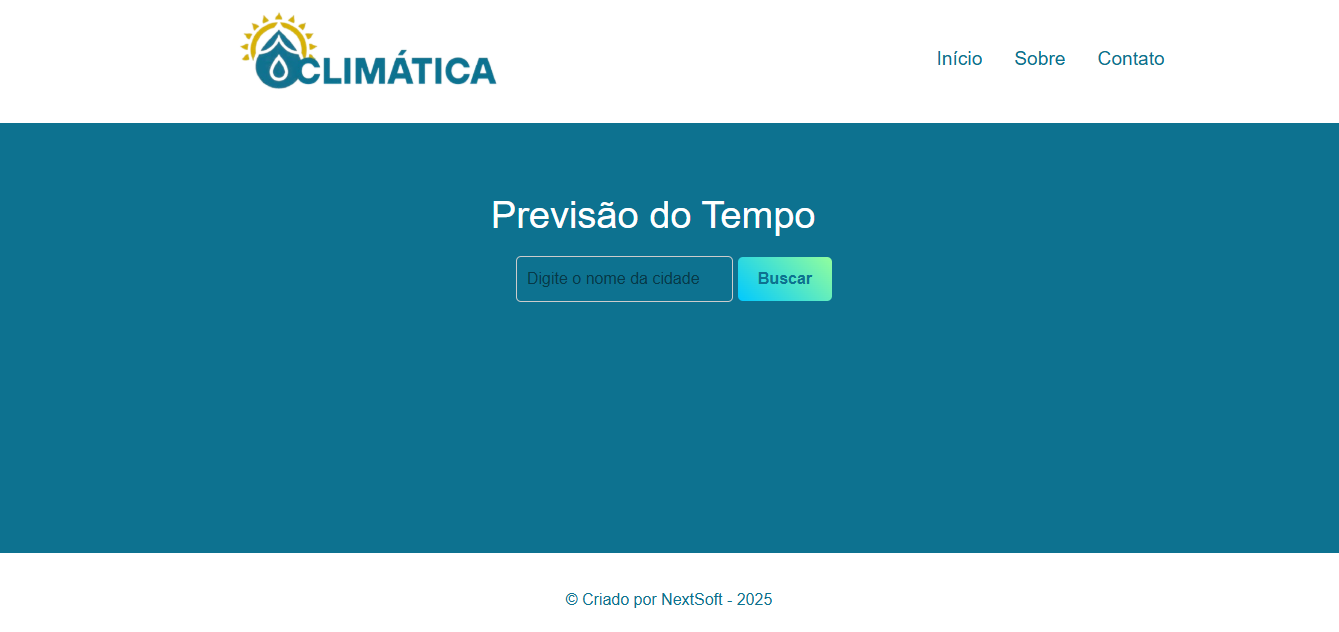 CLIMÁTICA
Início Sobre Contato
Previsão do Tempo
Digite o nome da cidade Buscar
© Criado por NextSoft - 2025